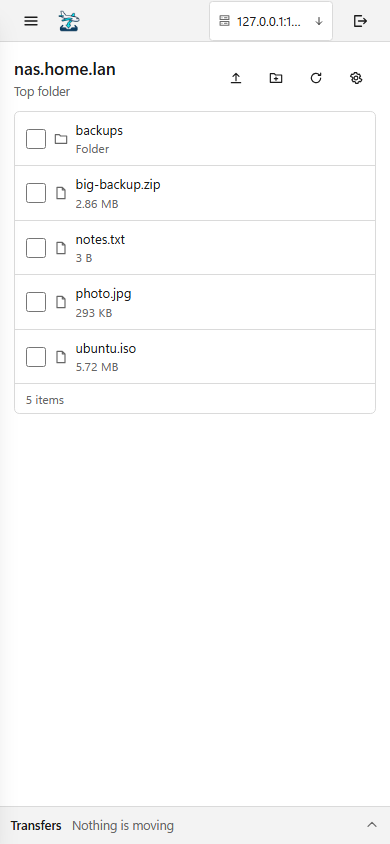 127.0.0.1:1...
nas.home.lan
Top folder
backups
Folder
big-backup.zip
2.86 MB
notes.txt
3 B
photo.jpg
293 KB
ubuntu.iso
5.72 MB
5 items
Transfers Nothing is moving